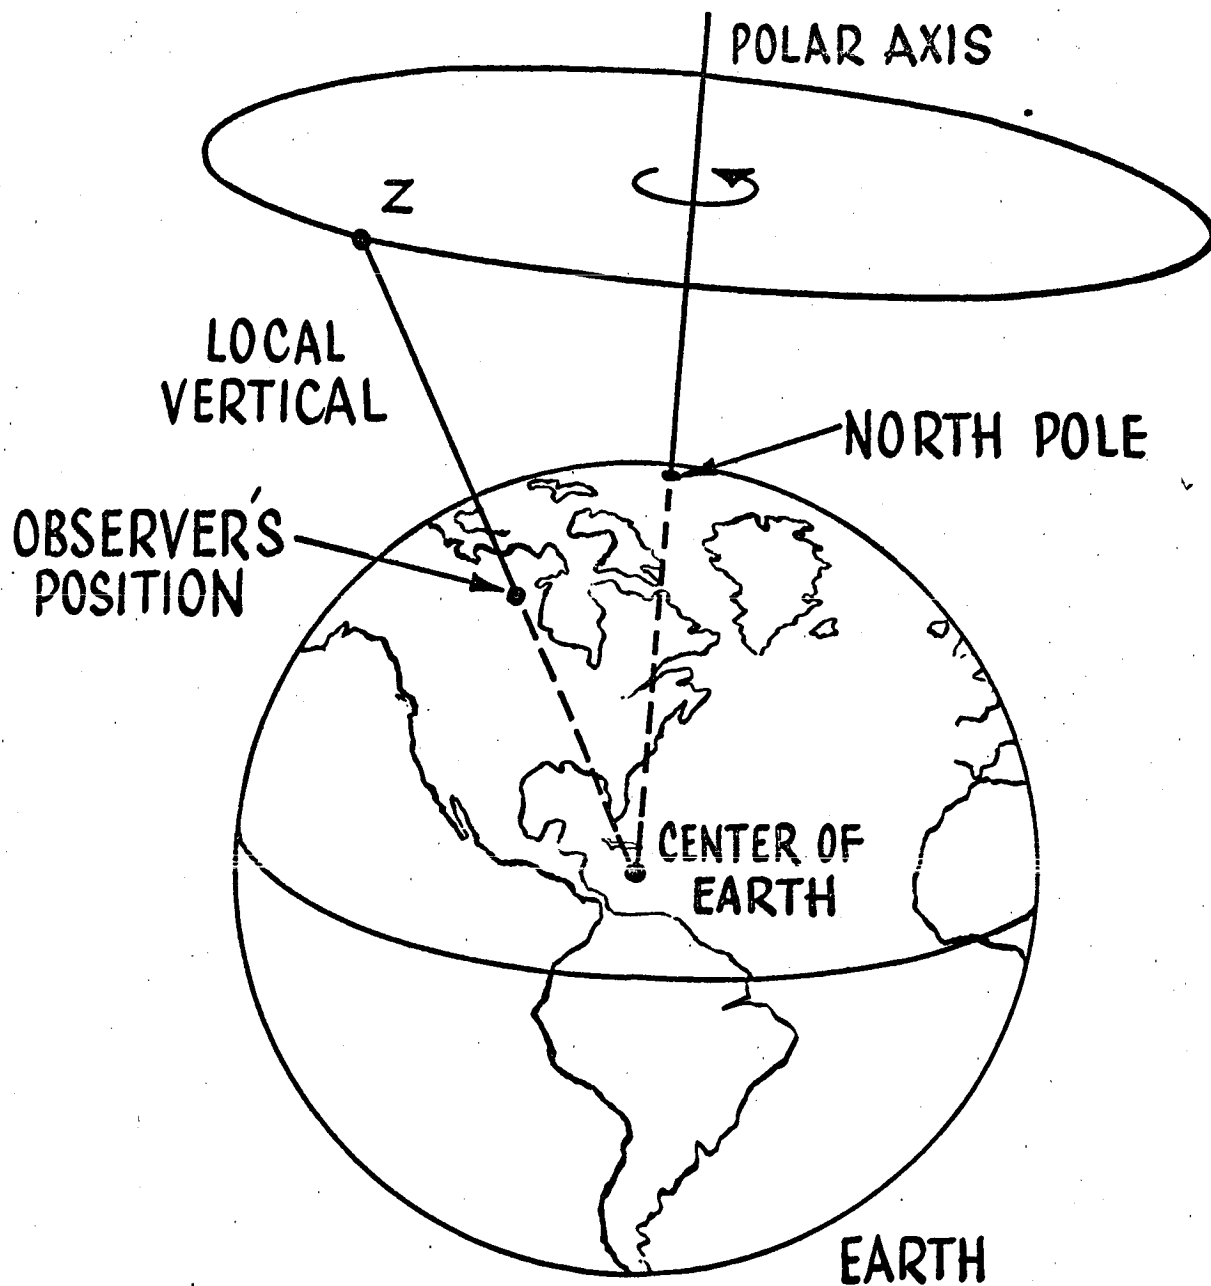 POLAR AXIS
Z
LOCAL
VERTICAL
NORTH POLE
OBSERVER'S
POSITION
CENTER OF
EARTH
EARTH